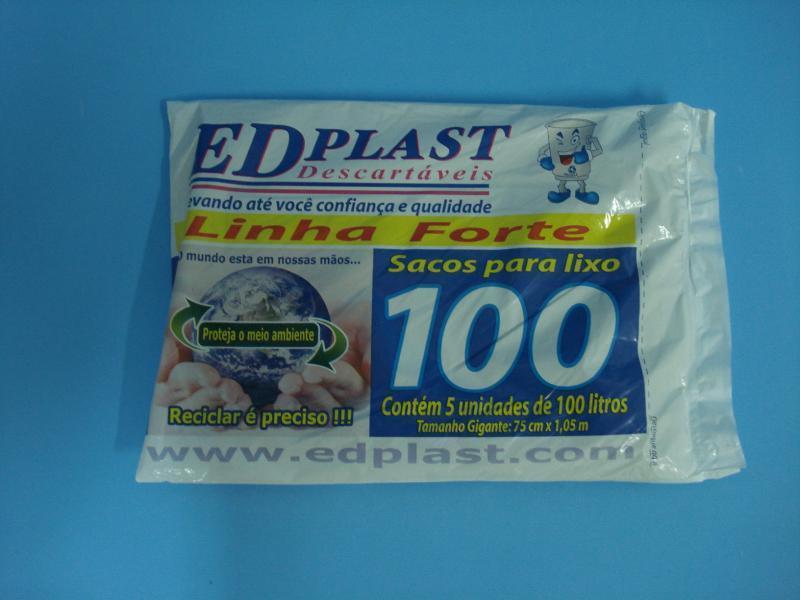 EDPLAST
Descartáveis
evando até você confiança e qualidade
Linha Forte
mundo esta em nossas mãos...
Proteja o meio ambiente
Reciclar é preciso !!!
Sacos para lixo
100
Contém 5 unidades de 100 litros
Tamanho Gigante: 75 cm x 1,05 m
www.edplast.com